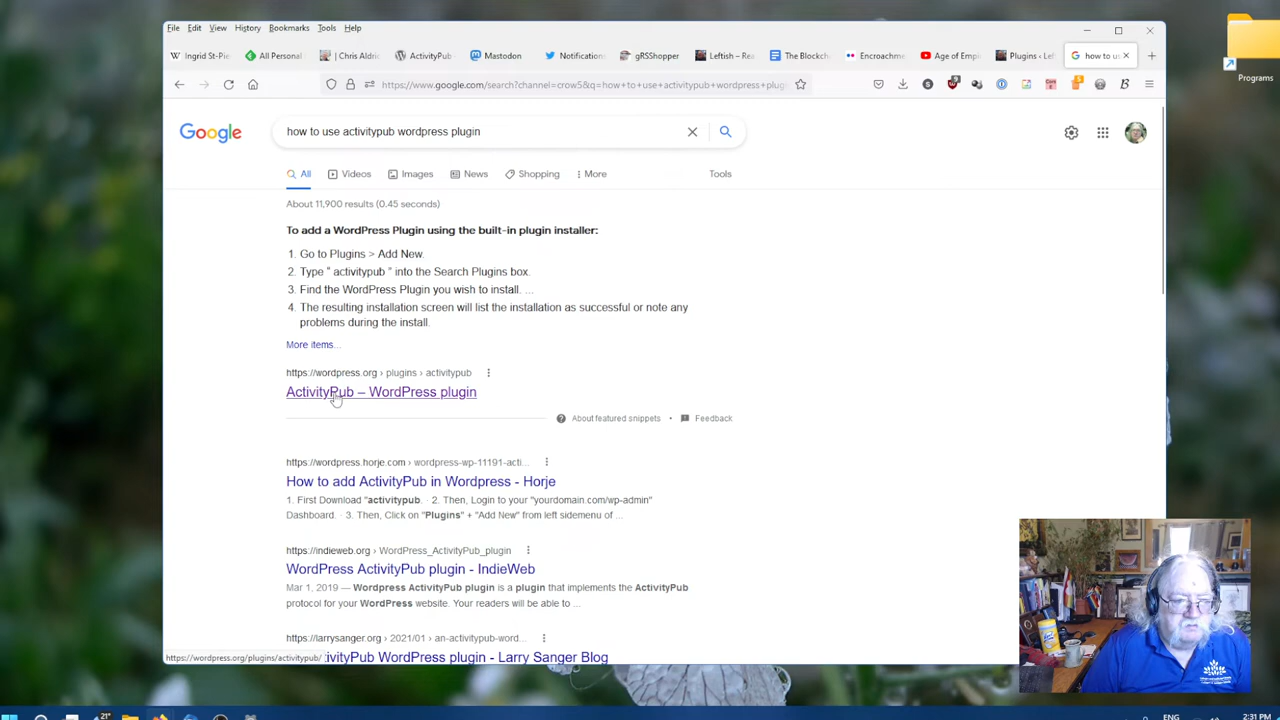 File Edit View History Bookmarks Tools Help
Programs
Ingrid St-Pie
All Personal
Chris Aldri
ActivityPub
Mastodon
Notifications
gRSShopper
Leftish – Rea
The Blockch
Encroachme
Age of Empi
Plugins ‹ Lef
how to us
https://www.google.com/search?channel=crow5&q=how+to+use+activitypub+wordpress+plug
Google
how to use activitypub wordpress plugin
All Videos Images News Shopping More Tools
About 11,900 results (0.45 seconds)
To add a WordPress Plugin using the built-in plugin installer:
1. Go to Plugins > Add New.
2. Type " activitypub " into the Search Plugins box.
3. Find the WordPress Plugin you wish to install. ...
4. The resulting installation screen will list the installation as successful or note any
problems during the install.
More items...
https://wordpress.org › plugins › activitypub
ActivityPub – WordPress plugin
About featured snippets • Feedback
https://wordpress.horje.com › wordpress-wp-11191-acti...
How to add ActivityPub in Wordpress - Horje
1. First Download "activitypub. · 2. Then, Login to your "yourdomain.com/wp-admin"
Dashboard. · 3. Then, Click on "Plugins" + "Add New" from left sidemenu of ...
https://indieweb.org › WordPress_ActivityPub_plugin
WordPress ActivityPub plugin - IndieWeb
Mar 1, 2019 — Wordpress ActivityPub plugin is a plugin that implements the ActivityPub
protocol for your WordPress website. Your readers will be able to ...
https://larrysanger.org › 2021/01 › an-activitypub-word...
ivityPub WordPress plugin - Larry Sanger Blog
https://wordpress.org/plugins/activitypub/
21°
ENG
2:31 PM